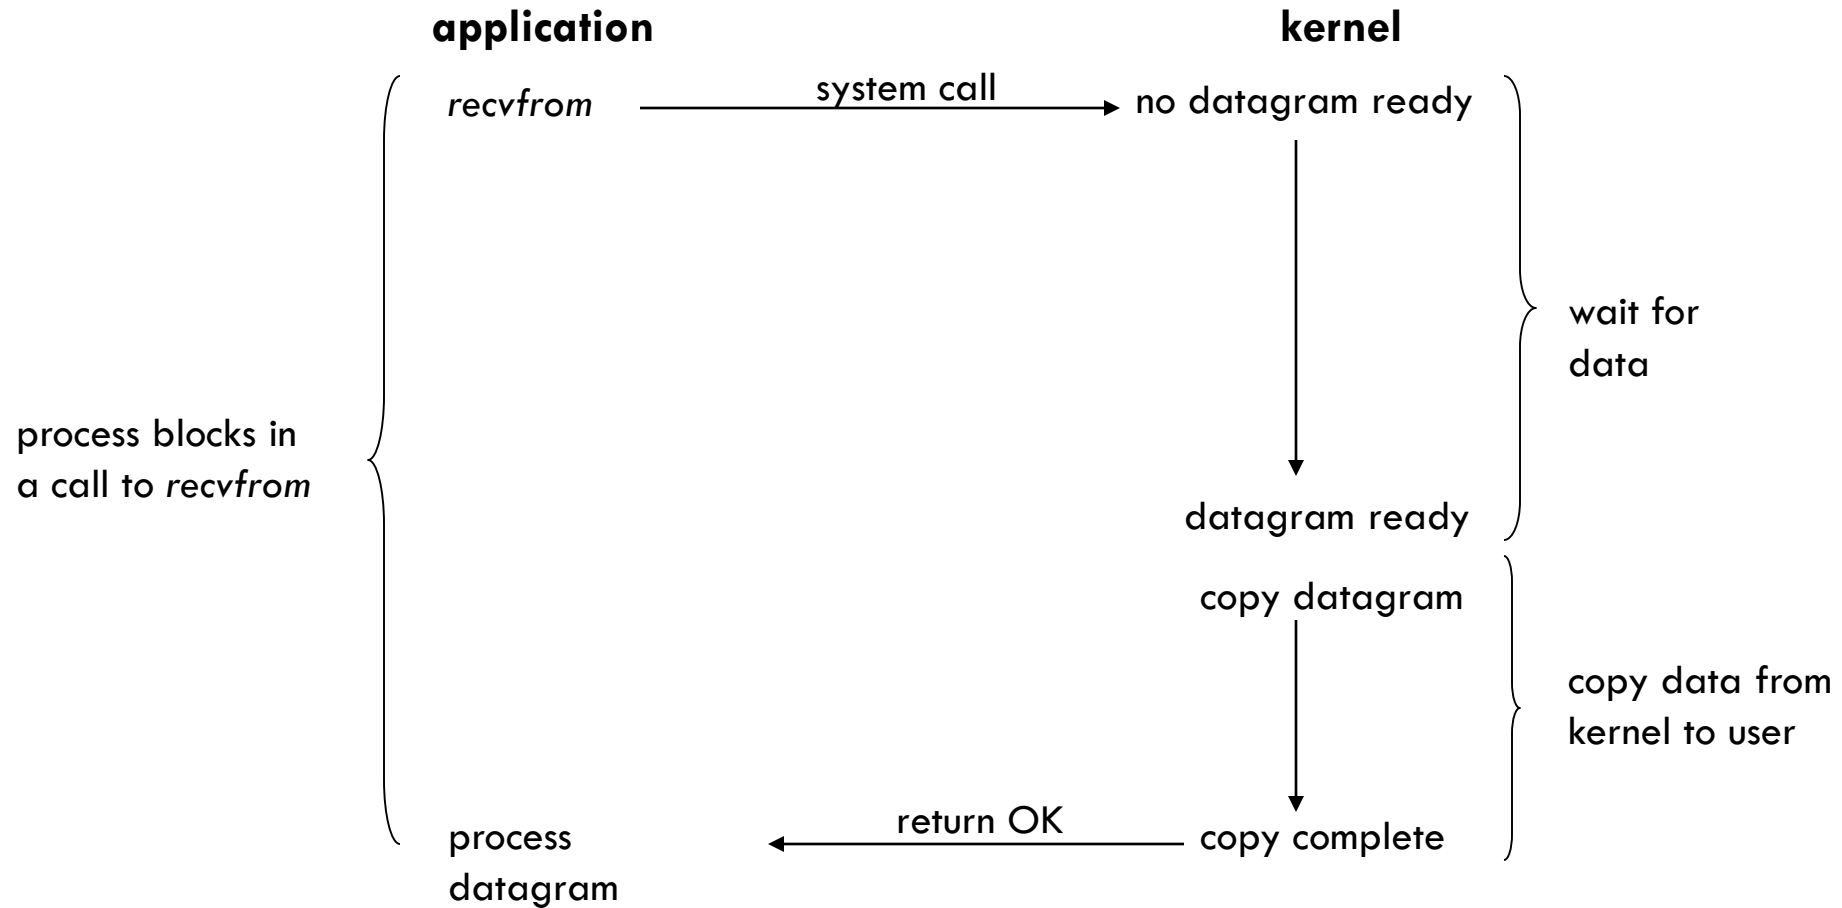 application
kernel
recvfrom
system call
no datagram ready
wait for
data
process blocks in
a call to recvfrom
datagram ready
copy datagram
copy data from
kernel to user
return OK
process
datagram
copy complete